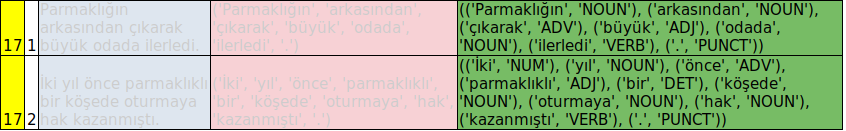 Parmaklığın
arkasından çıkarak
büyük odada ilerledi.
('Parmaklığın', 'arkasından',
'çıkarak', 'büyük', 'odada',
'ilerledi', '.')
(('Parmaklığın', 'NOUN'), ('arkasından', 'NOUN'),
('çıkarak', 'ADV'), ('büyük', 'ADJ'), ('odada',
'NOUN'), ('ilerledi', 'VERB'), ('.', 'PUNCT'))
17 1
İki yıl önce parmaklıklı
bir köşede oturmaya
hak kazanmıştı.
('İki', 'yıl', 'önce', 'parmaklıklı',
'bir', 'köşede', 'oturmaya', 'hak',
'kazanmıştı', '.')
(('İki', 'NUM'), ('yıl', 'NOUN'), ('önce', 'ADV'),
('parmaklıklı', 'ADJ'), ('bir', 'DET'), ('köşede',
'NOUN'), ('oturmaya', 'NOUN'), ('hak', 'NOUN'),
('kazanmıştı', 'VERB'), ('.', 'PUNCT'))
17 2